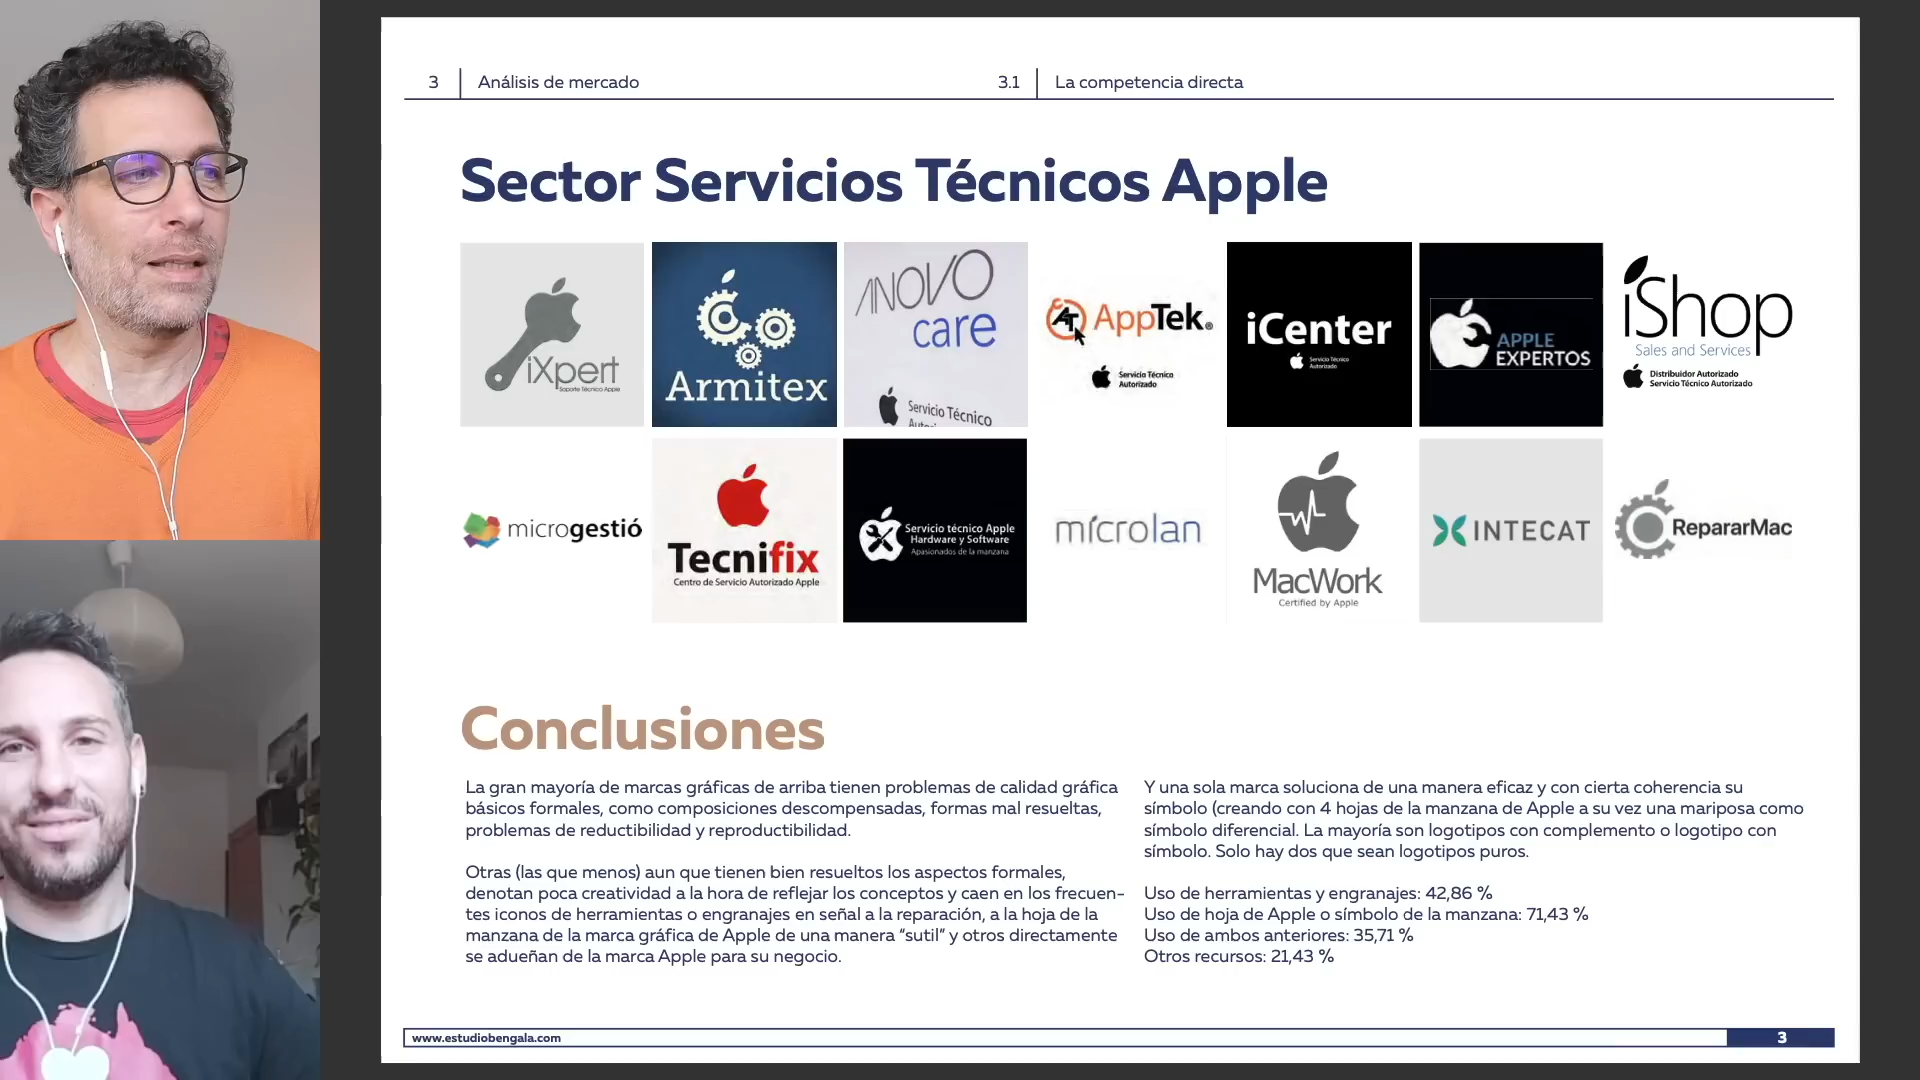 3 Análisis de mercado 3.1 La competencia directa
Sector Servicios Técnicos Apple
iXpert
Soporte Técnico Apple
Armitex
ANOVO
care
Servicio Técnico
AppTek®
Servicio Técnico
Autorizado
iCenter
Servicio Técnico
Autorizado
APPLE
EXPERTOS
iShop
Sales and Services
Distribuidor Autorizado
Servicio Técnico Autorizado
microgestió
Tecnifix
Centro de Servicio Autorizado Apple
Servicio técnico Apple
Hardware y Software
Apasionados de la manzana
mícrolan
MacWork
Certified by Apple
INTECAT
RepararMac
Conclusiones
La gran mayoría de marcas gráficas de arriba tienen problemas de calidad gráfica
básicos formales, como composiciones descompensadas, formas mal resueltas,
problemas de reductibilidad y reproductibilidad.
Otras (las que menos) aun que tienen bien resueltos los aspectos formales,
denotan poca creatividad a la hora de reflejar los conceptos y caen en los frecuen-
tes iconos de herramientas o engranajes en señal a la reparación, a la hoja de la
manzana de la marca gráfica de Apple de una manera “sutil” y otros directamente
se adueñan de la marca Apple para su negocio.
Y una sola marca soluciona de una manera eficaz y con cierta coherencia su
símbolo (creando con 4 hojas de la manzana de Apple a su vez una mariposa como
símbolo diferencial. La mayoría son logotipos con complemento o logotipo con
símbolo. Solo hay dos que sean logotipos puros.
Uso de herramientas y engranajes: 42,86 %
Uso de hoja de Apple o símbolo de la manzana: 71,43 %
Uso de ambos anteriores: 35,71 %
Otros recursos: 21,43 %
www.estudiobengala.com 3